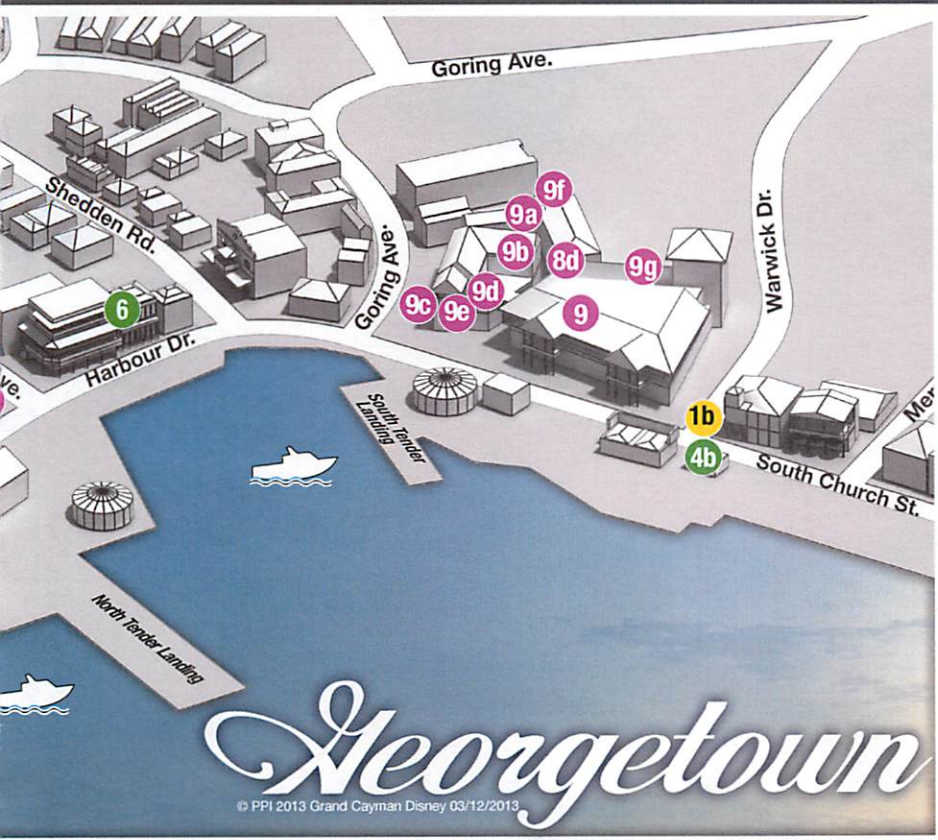 Goring Ave.
Shedden Rd.
Goring Ave.
Warwick Dr.
9f
9a
9b
8d
9g
9c
9e
9d
9
6
Harbour Dr.
ve.
South Tender
Landing
1b
4b
Mer
South Church St.
North Tender Landing
Georgetown
© PPI 2013 Grand Cayman Disney 03/12/2013